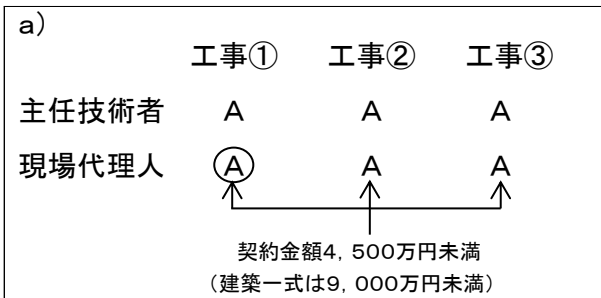 a）
工事① 工事② 工事③
主任技術者 A A A
現場代理人 A A A
契約金額4，500万円未満
（建築一式は9，000万円未満）